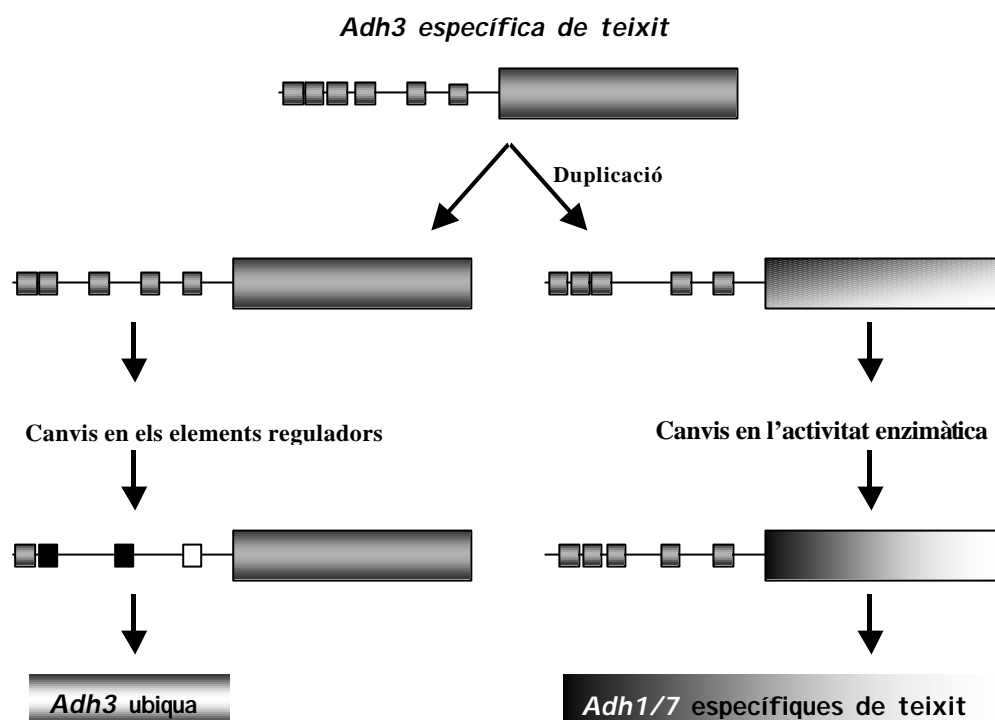 Adh3 específica de teixit
Duplicació
Canvis en els elements reguladors
Canvis en l'activitat enzimàtica
Adh3 ubiqua
Adh1/7 específiques de teixit